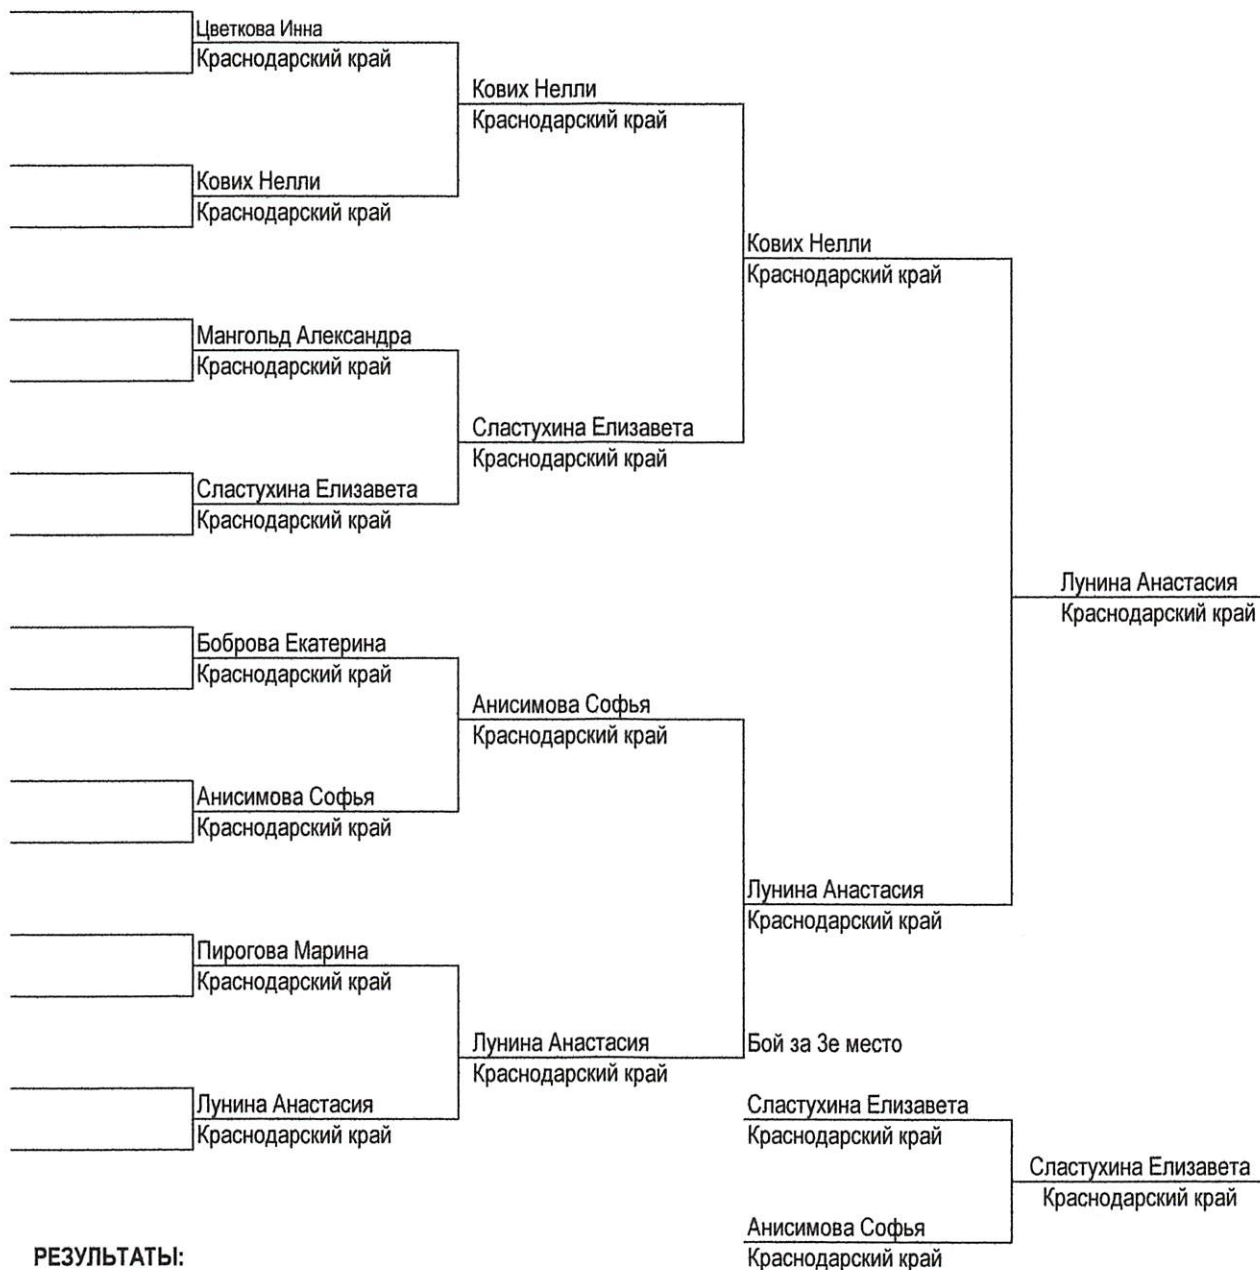 Цветкова Инна
Краснодарский край
Кових Нелли
Краснодарский край
Кових Нелли
Краснодарский край
Кових Нелли
Краснодарский край
Мангольд Александра
Краснодарский край
Сластухина Елизавета
Краснодарский край
Сластухина Елизавета
Краснодарский край
Лунина Анастасия
Краснодарский край
Боброва Екатерина
Краснодарский край
Анисимова Софья
Краснодарский край
Анисимова Софья
Краснодарский край
Лунина Анастасия
Краснодарский край
Пирогова Марина
Краснодарский край
Лунина Анастасия
Краснодарский край
Бой за 3е место
Лунина Анастасия
Краснодарский край
Сластухина Елизавета
Краснодарский край
Сластухина Елизавета
Краснодарский край
Анисимова Софья
Краснодарский край
РЕЗУЛЬТАТЫ: